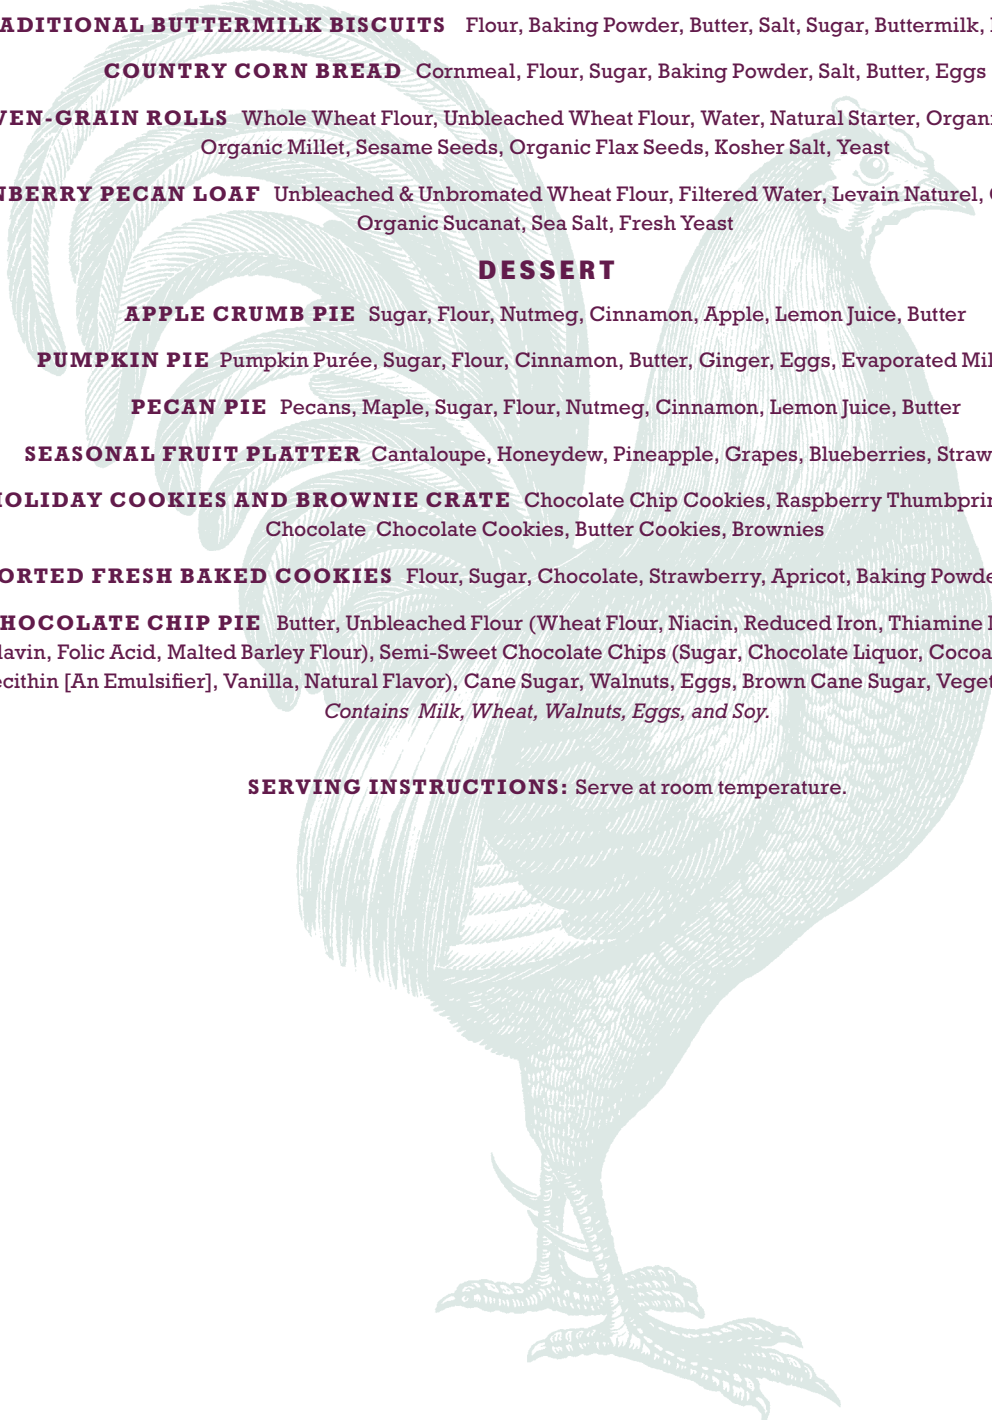 ADITIONAL BUTTERMILK BISCUITS Flour, Baking Powder, Butter, Salt, Sugar, Buttermilk,
COUNTRY CORN BREAD Cornmeal, Flour, Sugar, Baking Powder, Salt, Butter, Eggs
VEN-GRAIN ROLLS Whole Wheat Flour, Unbleached Wheat Flour, Water, Natural Starter, Organi
Organic Millet, Sesame Seeds, Organic Flax Seeds, Kosher Salt, Yeast
NBERRY PECAN LOAF Unbleached & Unbromated Wheat Flour, Filtered Water, Levain Naturel,
Organic Sucanat, Sea Salt, Fresh Yeast
DESSERT
APPLE CRUMB PIE Sugar, Flour, Nutmeg, Cinnamon, Apple, Lemon Juice, Butter
PUMPKIN PIE Pumpkin Purée, Sugar, Flour, Cinnamon, Butter, Ginger, Eggs, Evaporated Mil
PECAN PIE Pecans, Maple, Sugar, Flour, Nutmeg, Cinnamon, Lemon Juice, Butter
SEASONAL FRUIT PLATTER Cantaloupe, Honeydew, Pineapple, Grapes, Blueberries, Straw
HOLIDAY COOKIES AND BROWNIE CRATE Chocolate Chip Cookies, Raspberry Thumbprin
Chocolate Chocolate Cookies, Butter Cookies, Brownies
ORTED FRESH BAKED COOKIES Flour, Sugar, Chocolate, Strawberry, Apricot, Baking Powde
HOCOLATE CHIP PIE Butter, Unbleached Flour (Wheat Flour, Niacin, Reduced Iron, Thiamine
lavin, Folic Acid, Malted Barley Flour), Semi-Sweet Chocolate Chips (Sugar, Chocolate Liquor, Cocoa
ecithin [An Emulsifier], Vanilla, Natural Flavor), Cane Sugar, Walnuts, Eggs, Brown Cane Sugar, Veget
Contains Milk, Wheat, Walnuts, Eggs, and Soy.
SERVING INSTRUCTIONS: Serve at room temperature.